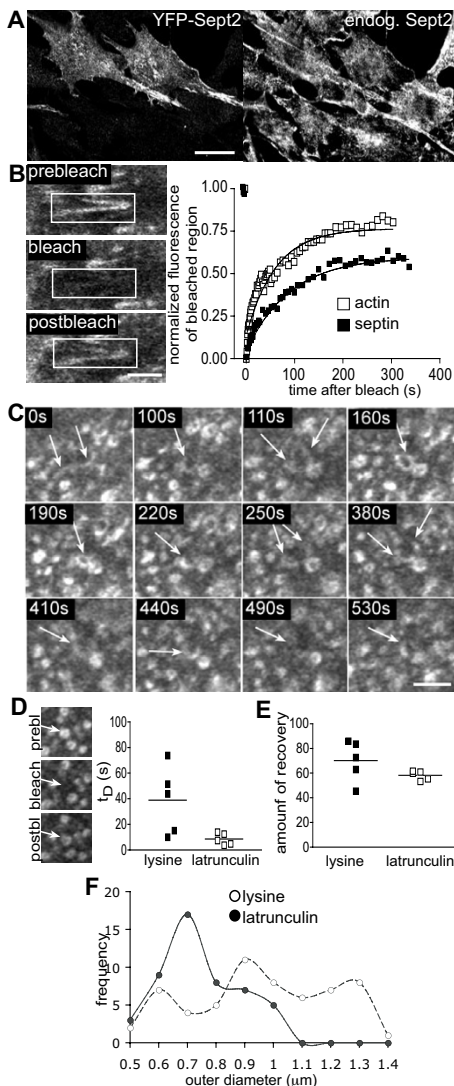 A
YFP-Sept2
endog. Sept2
B
prebleach
bleach
postbleach
normalized fluorescence
of bleached region
1.00
0.75
0.50
0.25
0.00
0 100 200 300 400
time after bleach (s)
actin
septin
C
0s
100s
110s
160s
190s
220s
250s
380s
410s
440s
490s
530s
D
prebl
bleach
postbl
t_D (s)
100
80
60
40
20
0
lysine
latrunculin
E
amounf of recovery
100
80
60
40
20
0
lysine
latrunculin
F
frequency
20
15
10
5
0
lysine
latrunculin
0.5 0.6 0.7 0.8 0.9 1 1.1 1.2 1.3 1.4
outer diameter (μm)